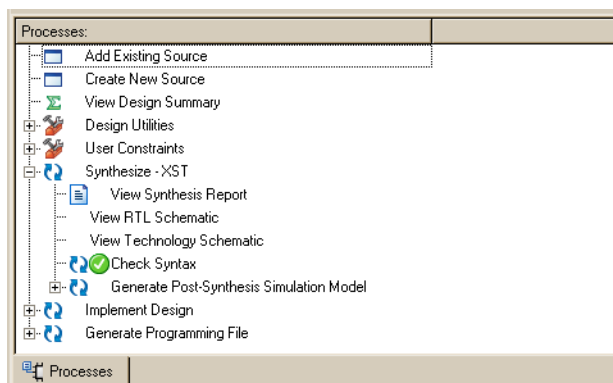 Processes:
Add Existing Source
Create New Source
View Design Summary
Design Utilities
User Constraints
Synthesize - XST
View Synthesis Report
View RTL Schematic
View Technology Schematic
Check Syntax
Generate Post-Synthesis Simulation Model
Implement Design
Generate Programming File
Processes